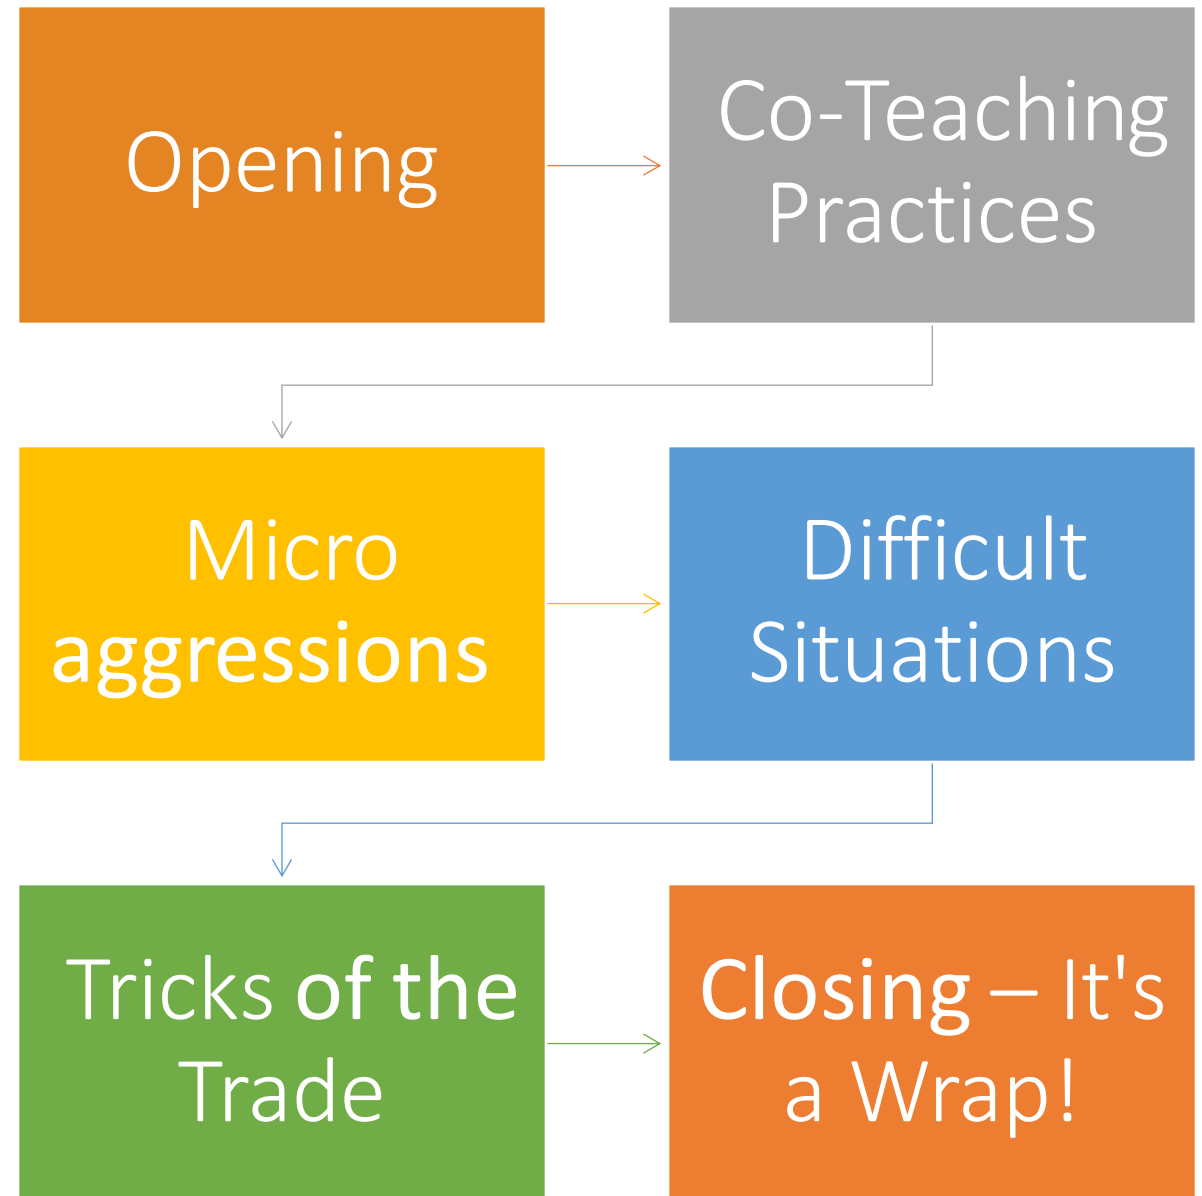 Opening
Co-Teaching
Practices
Micro
aggressions
Difficult
Situations
Tricks of the
Trade
Closing – It's
a Wrap!